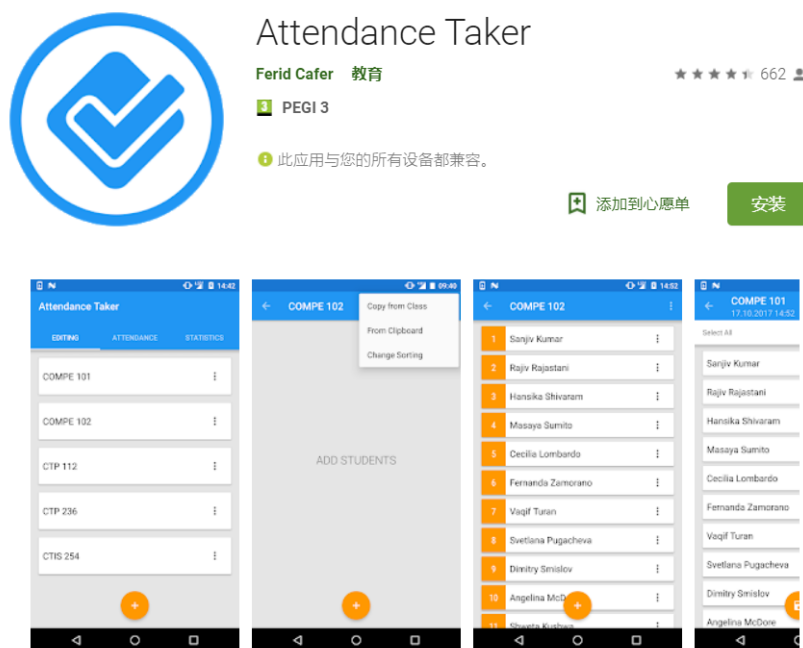 Attendance Taker
Ferid Cafer 教育
662
3 PEGI 3
此应用与您的所有设备都兼容。
添加到心愿单
安装
14:42
Attendance Taker
EDITING ATTENDANCE STATISTICS
COMPE 101
COMPE 102
CTP 112
CTP 236
CTIS 254
+
09:40
COMPE 102
Copy from Class
From Clipboard
Change Sorting
ADD STUDENTS
+
14:52
COMPE 102
1 Sanjiv Kumar
2 Rajiv Rajastani
3 Hansika Shivaram
4 Masaya Sumito
5 Cecilia Lombardo
6 Fernanda Zamorano
7 Vaqif Turan
8 Svetlana Pugacheva
9 Dimitry Smislov
10 Angelina McD
11 Shweta Kushwa
+
COMPE 101
17.10.2017 14:52
Select All
Sanjiv Kumar
Rajiv Rajastani
Hansika Shivaram
Masaya Sumito
Cecilia Lombardo
Fernanda Zamorano
Vaqif Turan
Svetlana Pugacheva
Dimitry Smislov
Angelina McDore